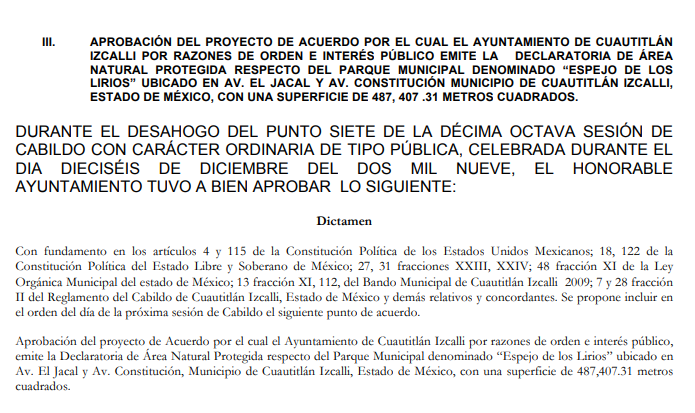 III. APROBACIÓN DEL PROYECTO DE ACUERDO POR EL CUAL EL AYUNTAMIENTO DE CUAUTITLÁN
IZCALLI POR RAZONES DE ORDEN E INTERÉS PÚBLICO EMITE LA DECLARATORIA DE ÁREA
NATURAL PROTEGIDA RESPECTO DEL PARQUE MUNICIPAL DENOMINADO “ESPEJO DE LOS
LIRIOS” UBICADO EN AV. EL JACAL Y AV. CONSTITUCIÓN MUNICIPIO DE CUAUTITLÁN IZCALLI,
ESTADO DE MÉXICO, CON UNA SUPERFICIE DE 487, 407 .31 METROS CUADRADOS.
DURANTE EL DESAHOGO DEL PUNTO SIETE DE LA DÉCIMA OCTAVA SESIÓN DE
CABILDO CON CARÁCTER ORDINARIA DE TIPO PÚBLICA, CELEBRADA DURANTE EL
DIA DIECISÉIS DE DICIEMBRE DEL DOS MIL NUEVE, EL HONORABLE
AYUNTAMIENTO TUVO A BIEN APROBAR LO SIGUIENTE:
Dictamen
Con fundamento en los artículos 4 y 115 de la Constitución Política de los Estados Unidos Mexicanos; 18, 122 de la
Constitución Política del Estado Libre y Soberano de México; 27, 31 fracciones XXIII, XXIV; 48 fracción XI de la Ley
Orgánica Municipal del estado de México; 13 fracción XI, 112, del Bando Municipal de Cuautitlán Izcalli 2009; 7 y 28 fracción
II del Reglamento del Cabildo de Cuautitlán Izcalli, Estado de México y demás relativos y concordantes. Se propone incluir en
el orden del día de la próxima sesión de Cabildo el siguiente punto de acuerdo.
Aprobación del proyecto de Acuerdo por el cual el Ayuntamiento de Cuautitlán Izcalli por razones de orden e interés público,
emite la Declaratoria de Área Natural Protegida respecto del Parque Municipal denominado “Espejo de los Lirios” ubicado en
Av. El Jacal y Av. Constitución, Municipio de Cuautitlán Izcalli, Estado de México, con una superficie de 487,407.31 metros
cuadrados.